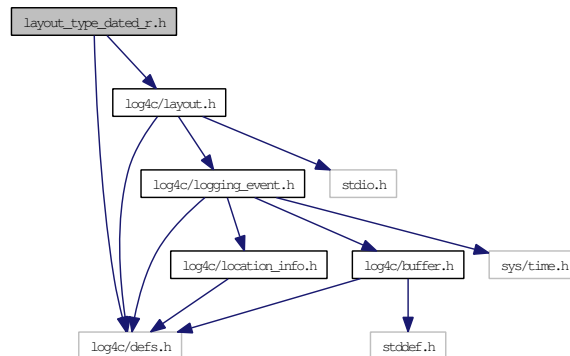 layout_type_dated_r.h
log4c/layout.h
log4c/logging_event.h
stdio.h
log4c/location_info.h
log4c/buffer.h
sys/time.h
log4c/defs.h
stddef.h